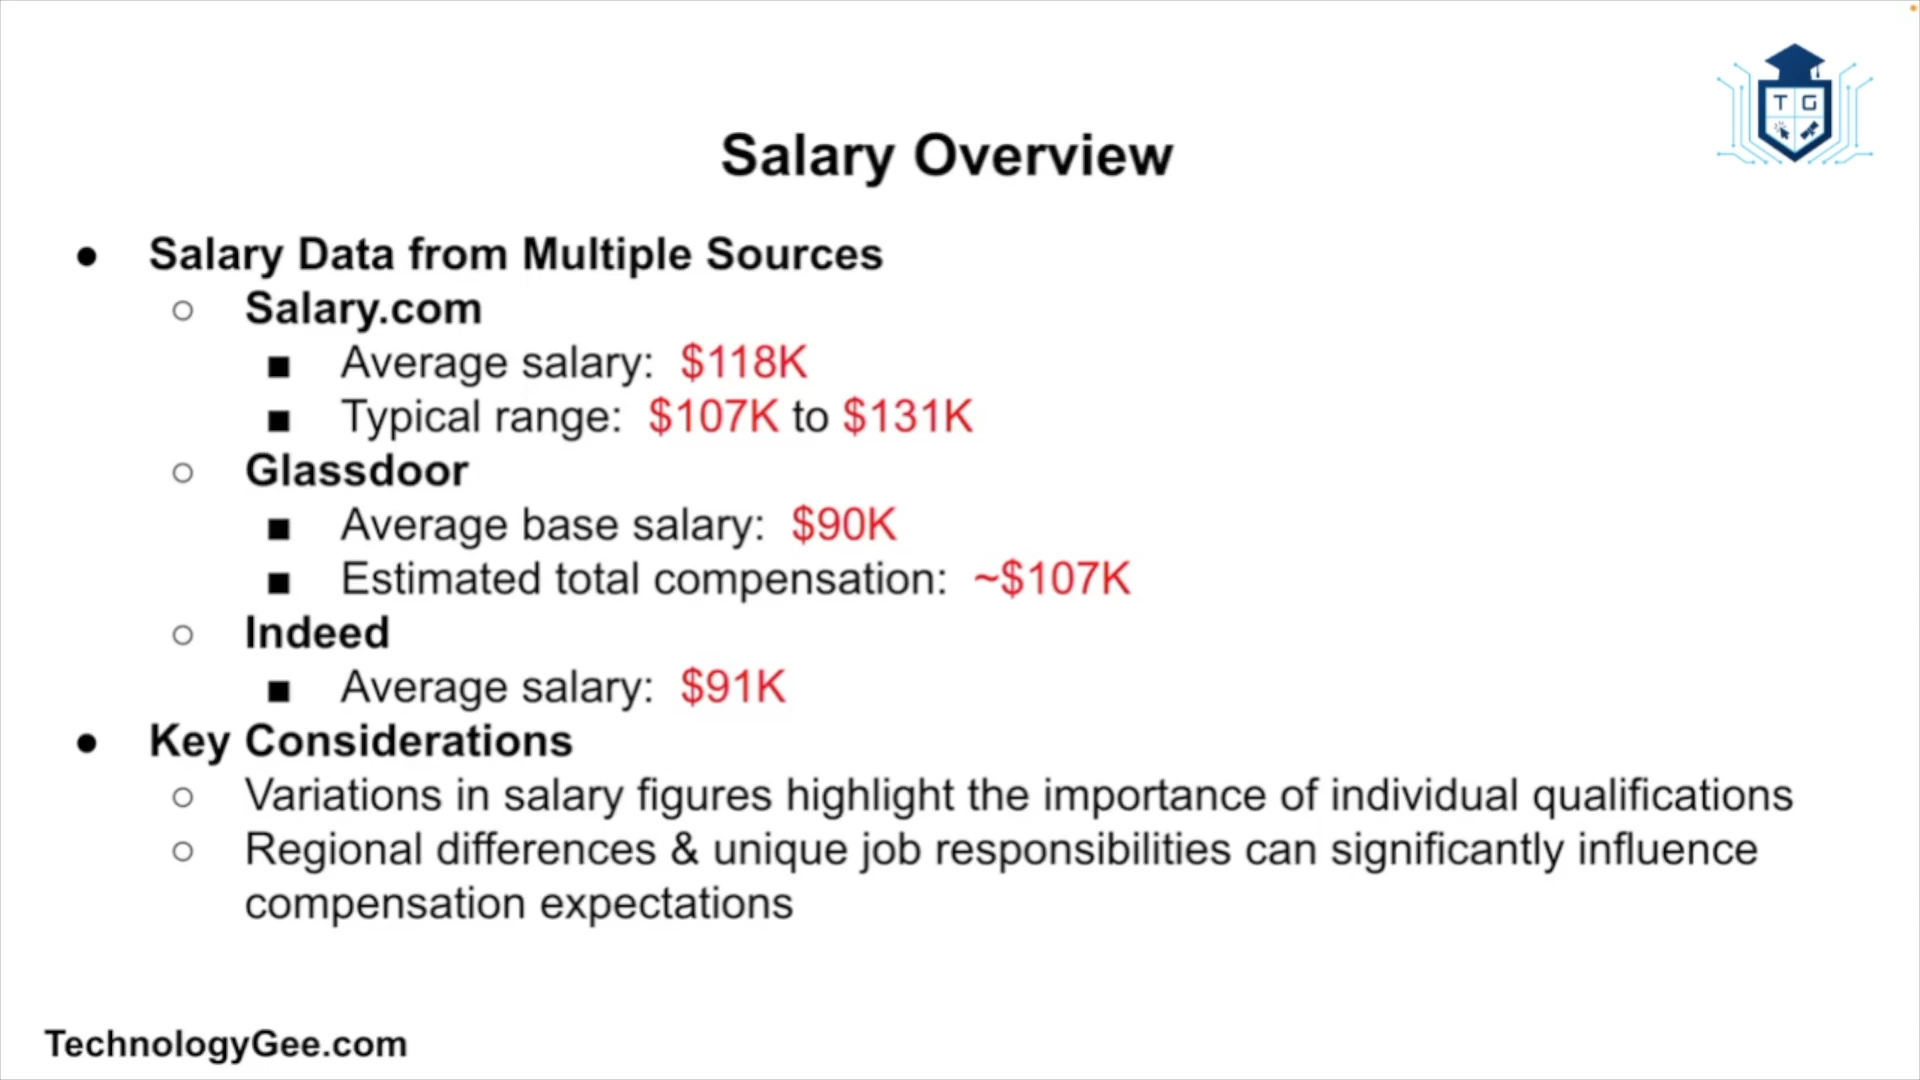 T G
Salary Overview
● Salary Data from Multiple Sources
○ Salary.com
■ Average salary: $118K
■ Typical range: $107K to $131K
○ Glassdoor
■ Average base salary: $90K
■ Estimated total compensation: ~$107K
○ Indeed
■ Average salary: $91K
● Key Considerations
○ Variations in salary figures highlight the importance of individual qualifications
○ Regional differences & unique job responsibilities can significantly influence
compensation expectations
TechnologyGee.com